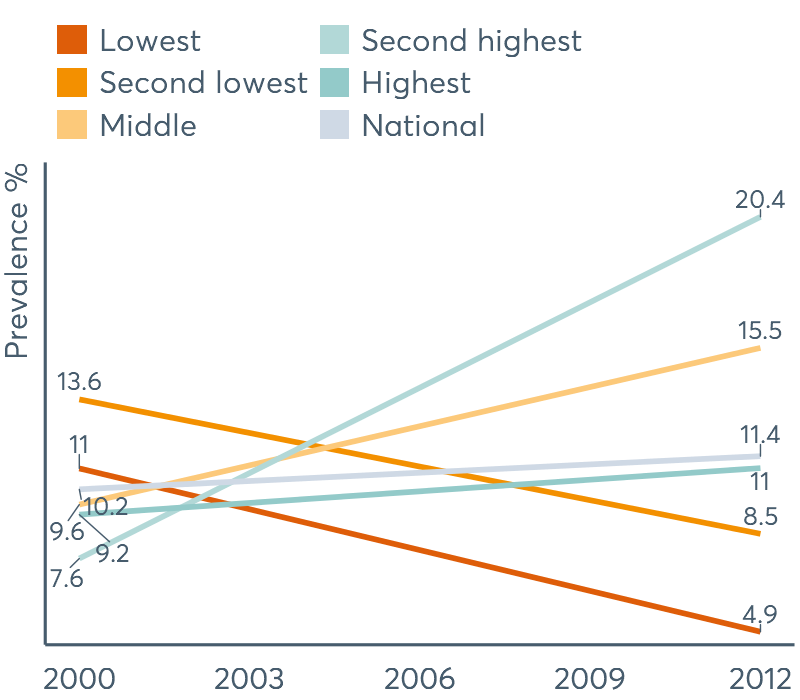 Lowest
Second lowest
Middle
Second highest
Highest
National
Prevalence %
20.4
15.5
13.6
11
11.4
11
10.2
9.6
9.2
8.5
7.6
4.9
2000 2003 2006 2009 2012